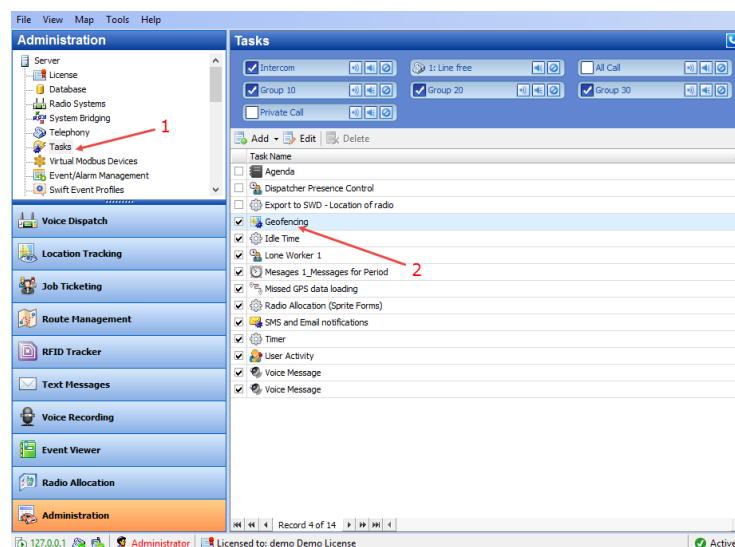 File View Map Tools Help
Administration
Server
License
Database
Radio Systems
System Bridging
Telephony
Tasks
Virtual Modbus Devices
Event/Alarm Management
Swift Event Profiles
1
Voice Dispatch
Location Tracking
Job Ticketing
Route Management
RFID Tracker
Text Messages
Voice Recording
Event Viewer
Radio Allocation
Administration
Tasks
Intercom 1: Line free All Call
Group 10 Group 20 Group 30
Private Call
Add Edit Delete
Task Name
Agenda
Dispatcher Presence Control
Export to SWD - Location of radio
Geofencing
Idle Time
Lone Worker 1
2
Mesages 1_Messages for Period
Missed GPS data loading
Radio Allocation (Sprite Forms)
SMS and Email notifications
Timer
User Activity
Voice Message
Voice Message
Record 4 of 14
127.0.0.1 Administrator Licensed to: demo Demo License Active